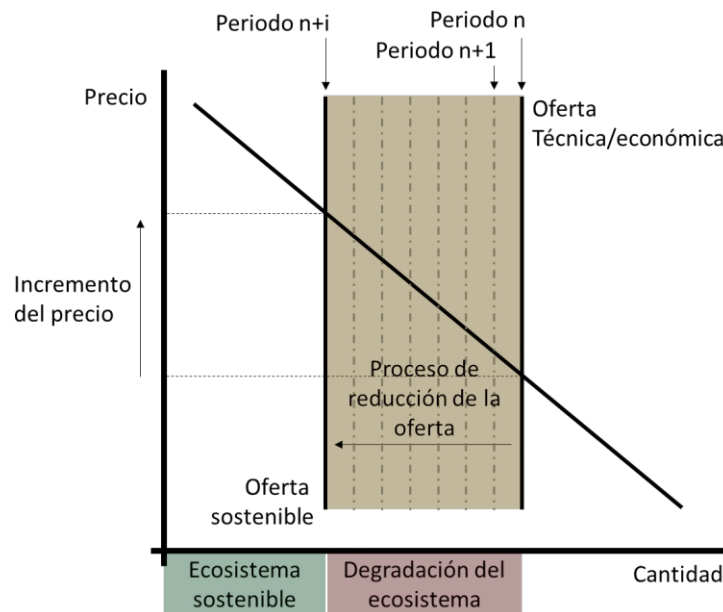 Periodo n+i
Periodo n
Periodo n+1
Precio
Oferta
Técnica/económica
Incremento
del precio
Proceso de
reducción de la
oferta
Oferta
sostenible
Ecosistema
sostenible
Degradación del
ecosistema
Cantidad